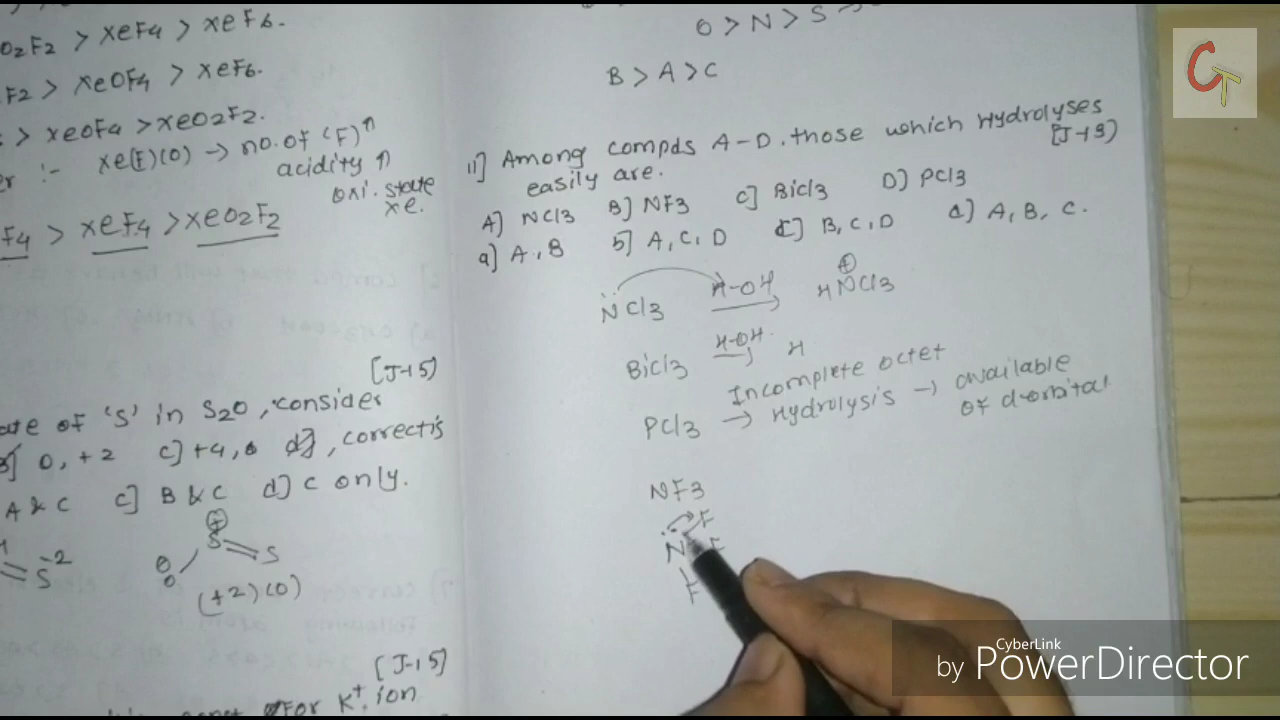 O2F2 > XeF4 > XeF6.
F2 > XeOF4 > XeF6.
> XeOF4 > XeO2F2.
er :- Xe(F)(O) → no. of (F)↑
acidity ↑
oxi. state
Xe.
F4 > XeF4 > XeO2F2
[J-15]
ate of 'S' in S2O, consider
B] 0, +2 C] +4, 0 , correct is
A & C C] B & C d] C only.
S -2
⊕
S
S
(+2) (0)
[J-15]
For K+ ion
O > N > S
B > A > C
11] Among compds A-D. those which Hydrolyses
easily are. [J-19]
A) NCl3 B) NF3 C] BiCl3 D) PCl3
a] A, B b] A, C, D C] B, C, D d] A, B, C.
NCl3 H-OH → H N⊕ Cl3
BiCl3 H-OH → H
Incomplete octet
PCl3 → Hydrolysis → available
of d-orbital
NF3
F
N F
F
CT
CyberLink
by PowerDirector